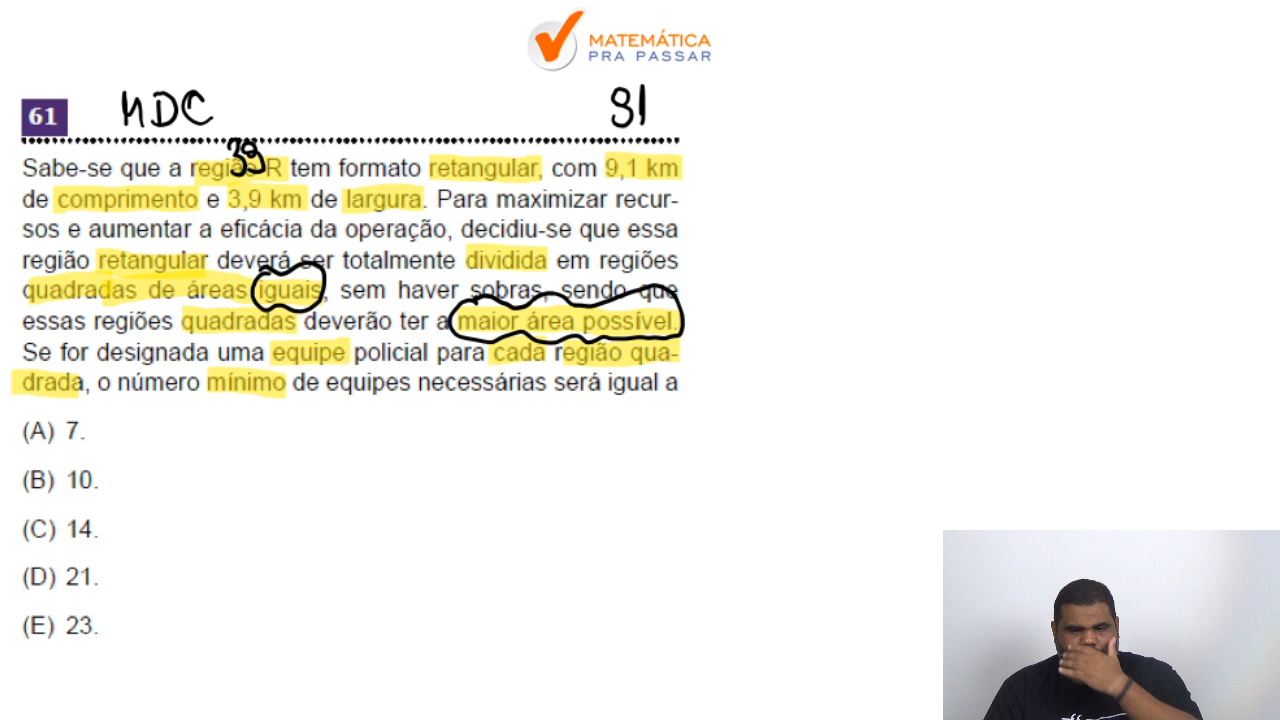 MATEMÁTICA
PRA PASSAR
61 MDC 91
39
Sabe-se que a região R tem formato retangular, com 9,1 km
de comprimento e 3,9 km de largura. Para maximizar recur-
sos e aumentar a eficácia da operação, decidiu-se que essa
região retangular deverá ser totalmente dividida em regiões
quadradas de áreas iguais, sem haver sobras, sendo que
essas regiões quadradas deverão ter a maior área possível.
Se for designada uma equipe policial para cada região qua-
drada, o número mínimo de equipes necessárias será igual a
(A) 7.
(B) 10.
(C) 14.
(D) 21.
(E) 23.